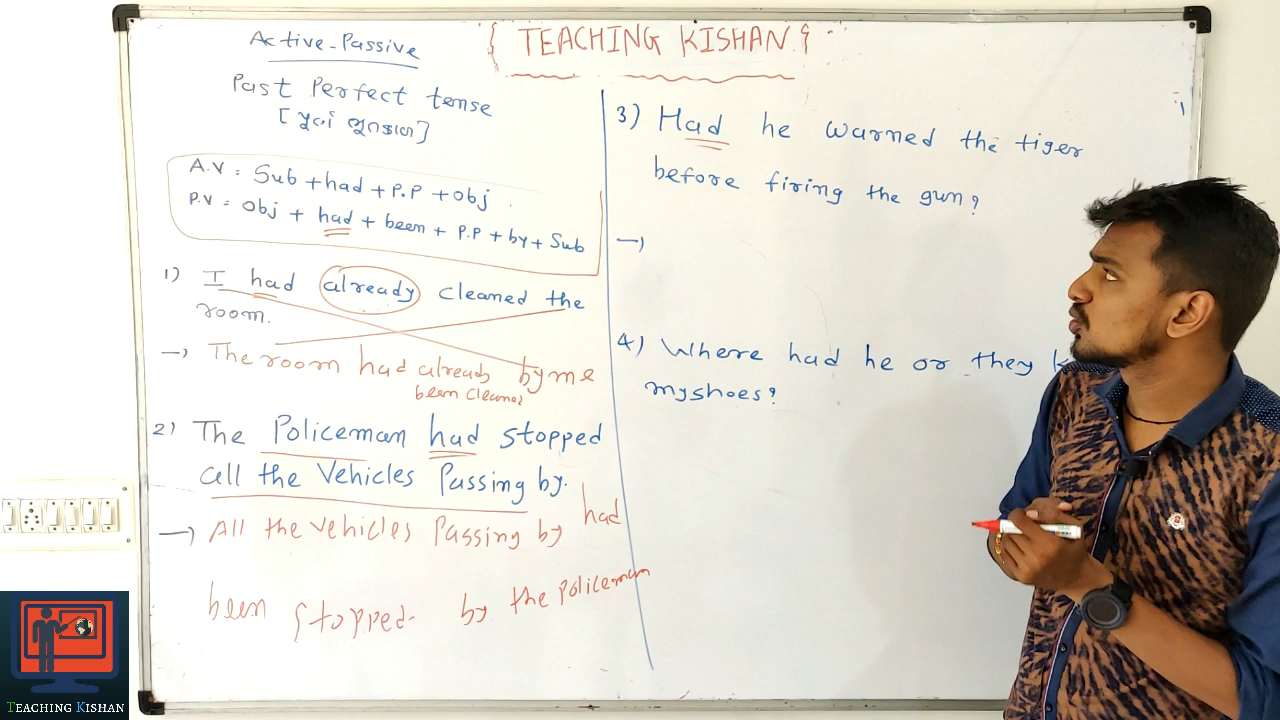 { TEACHING KISHAN }
Active-Passive
Past Perfect tense
[પૂર્ણ ભૂતકાળ]
A.V = Sub + had + P.P + obj.
P.V = Obj + had + been + P.P + by + Sub
1) I had already cleaned the
room.
→ The room had already by me
been cleaned
2) The Policeman had stopped
all the Vehicles Passing by.
→ All the vehicles Passing by had
been stopped. by the policeman
3) Had he warned the tiger
before firing the gun?
→
4) Where had he or they
my shoes?
TEACHING KISHAN